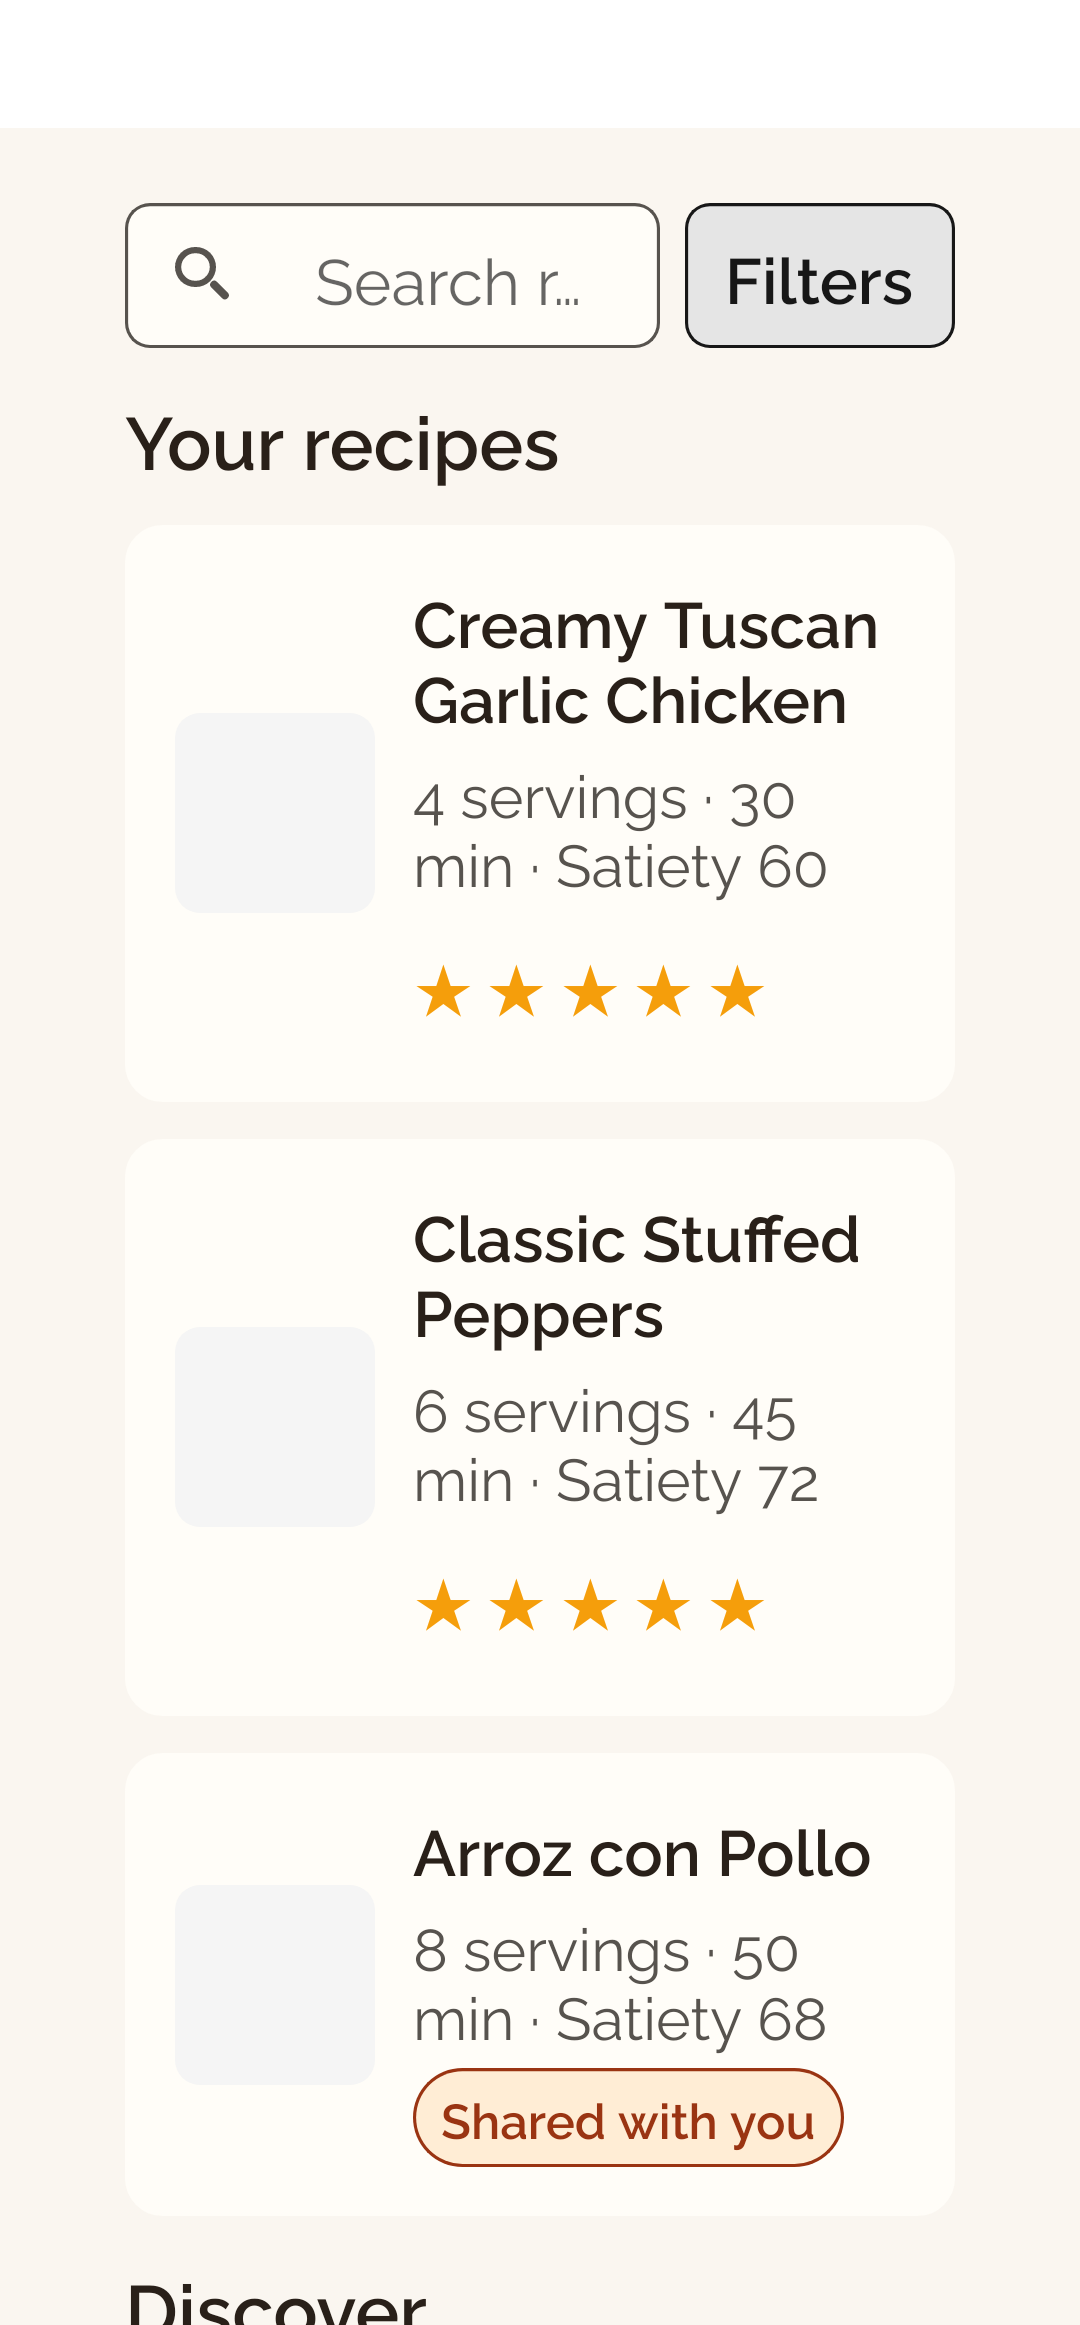 Search r...
Filters
Your recipes
Creamy Tuscan
Garlic Chicken
4 servings · 30
min · Satiety 60
★ ★ ★ ★ ★
Classic Stuffed
Peppers
6 servings · 45
min · Satiety 72
★ ★ ★ ★ ★
Arroz con Pollo
8 servings · 50
min · Satiety 68
Shared with you
Discover